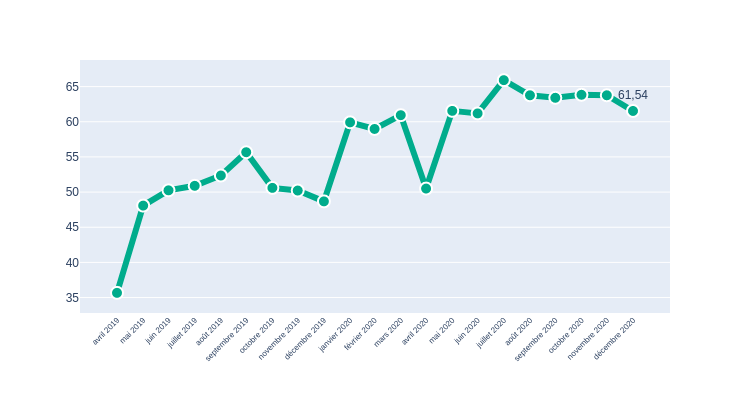 65
60
55
50
45
40
35
61,54
avril 2019
mai 2019
juin 2019
juillet 2019
août 2019
septembre 2019
octobre 2019
novembre 2019
décembre 2019
janvier 2020
février 2020
mars 2020
avril 2020
mai 2020
juin 2020
juillet 2020
août 2020
septembre 2020
octobre 2020
novembre 2020
décembre 2020